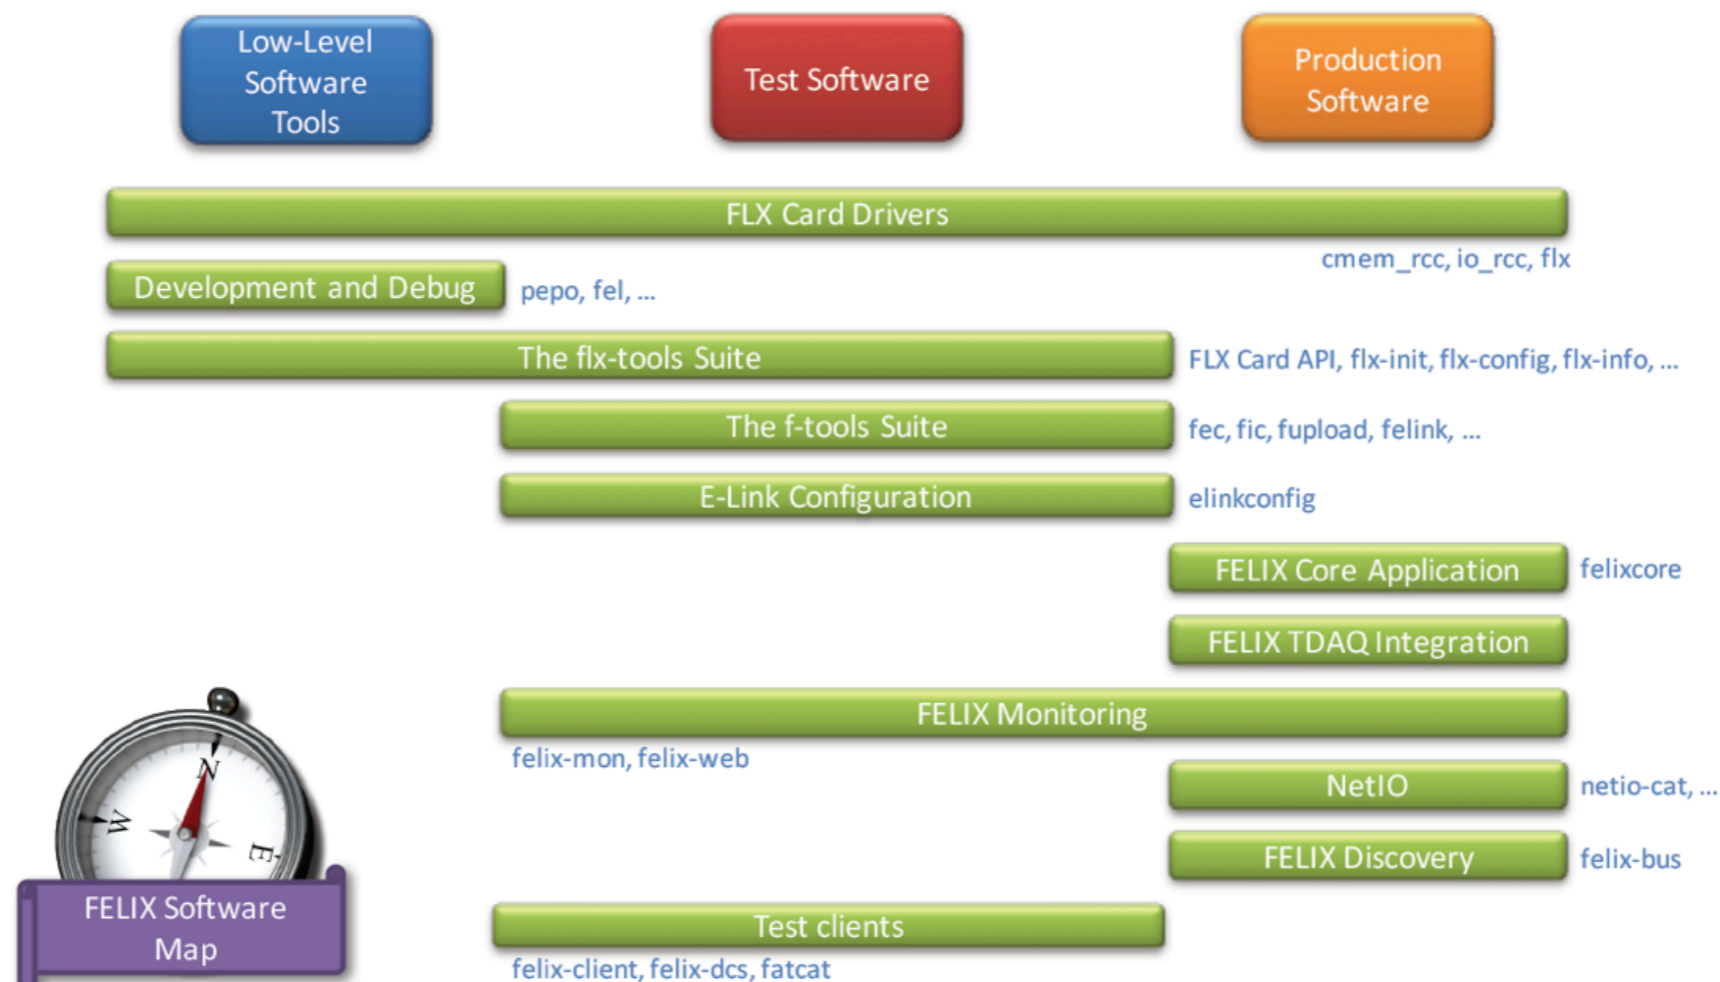 Low-Level
Software
Tools
Test Software
Production
Software
FLX Card Drivers
cmem_rcc, io_rcc, flx
Development and Debug
pepo, fel, ...
The flx-tools Suite
FLX Card API, flx-init, flx-config, flx-info, ...
The f-tools Suite
fec, fic, fupload, felink, ...
E-Link Configuration
elinkconfig
FELIX Core Application
felixcore
FELIX TDAQ Integration
FELIX Monitoring
felix-mon, felix-web
NetIO
netio-cat, ...
FELIX Discovery
felix-bus
Test clients
felix-client, felix-dcs, fatcat
N
W
E
FELIX Software
Map